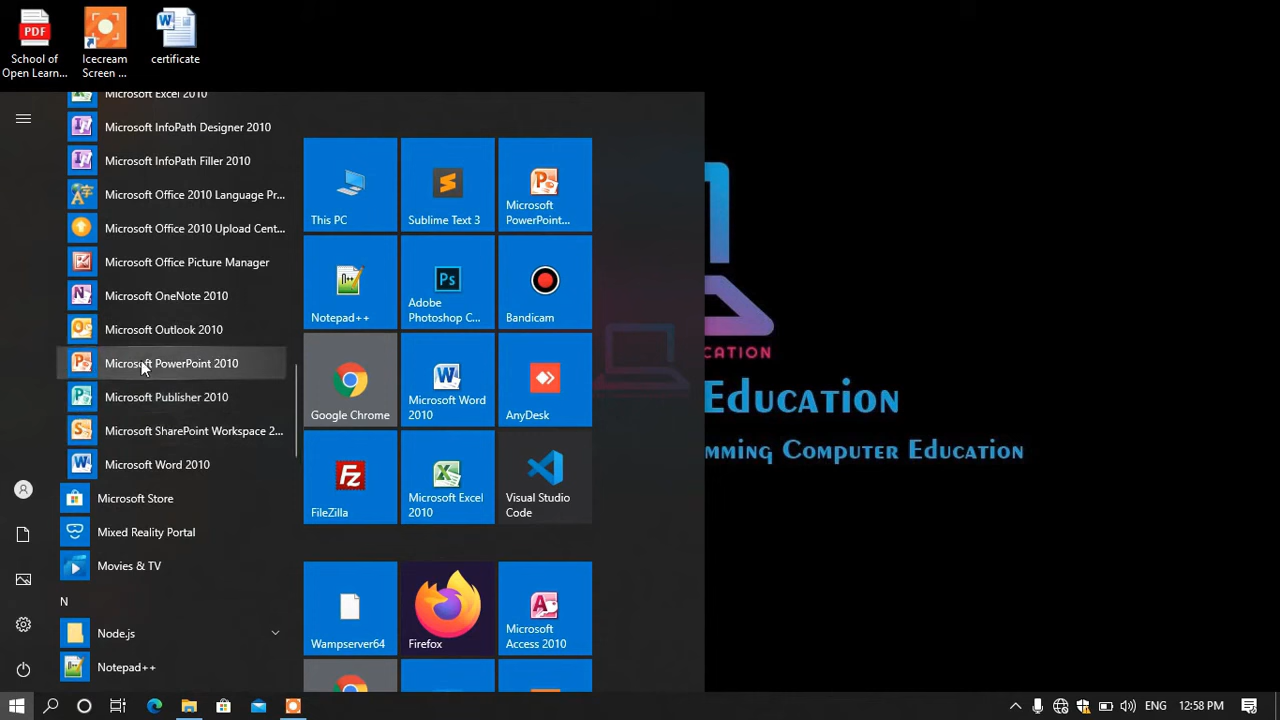 School of
Open Learn...
Icecream
Screen ...
certificate
Microsoft Excel 2010
Microsoft InfoPath Designer 2010
Microsoft InfoPath Filler 2010
Microsoft Office 2010 Language Pr...
Microsoft Office 2010 Upload Cent...
Microsoft Office Picture Manager
Microsoft OneNote 2010
Microsoft Outlook 2010
Microsoft PowerPoint 2010
Microsoft Publisher 2010
Microsoft SharePoint Workspace 2...
Microsoft Word 2010
Microsoft Store
Mixed Reality Portal
Movies & TV
N
Node.js
Notepad++
This PC
Sublime Text 3
Microsoft
PowerPoint...
Notepad++
Adobe
Photoshop C...
Bandicam
Google Chrome
Microsoft Word
2010
AnyDesk
FileZilla
Microsoft Excel
2010
Visual Studio
Code
Wampserver64
Firefox
Microsoft
Access 2010
CATION
Education
mming Computer Education
ENG
12:58 PM